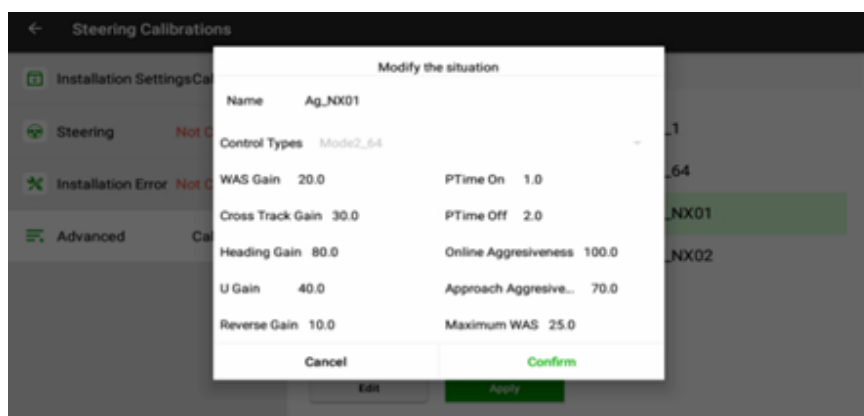 Steering Calibrations
Modify the situation
Installation Settings Cal
Name Ag_NX01
_1
Steering Not C
Control Types Mode2_64
_64
WAS Gain 20.0 PTime On 1.0
Installation Error Not C
_NX01
Cross Track Gain 30.0 PTime Off 2.0
Advanced Cal
Heading Gain 80.0 Online Aggresiveness 100.0
_NX02
U Gain 40.0 Approach Aggresive... 70.0
Reverse Gain 10.0 Maximum WAS 25.0
Cancel Confirm
Edit Apply